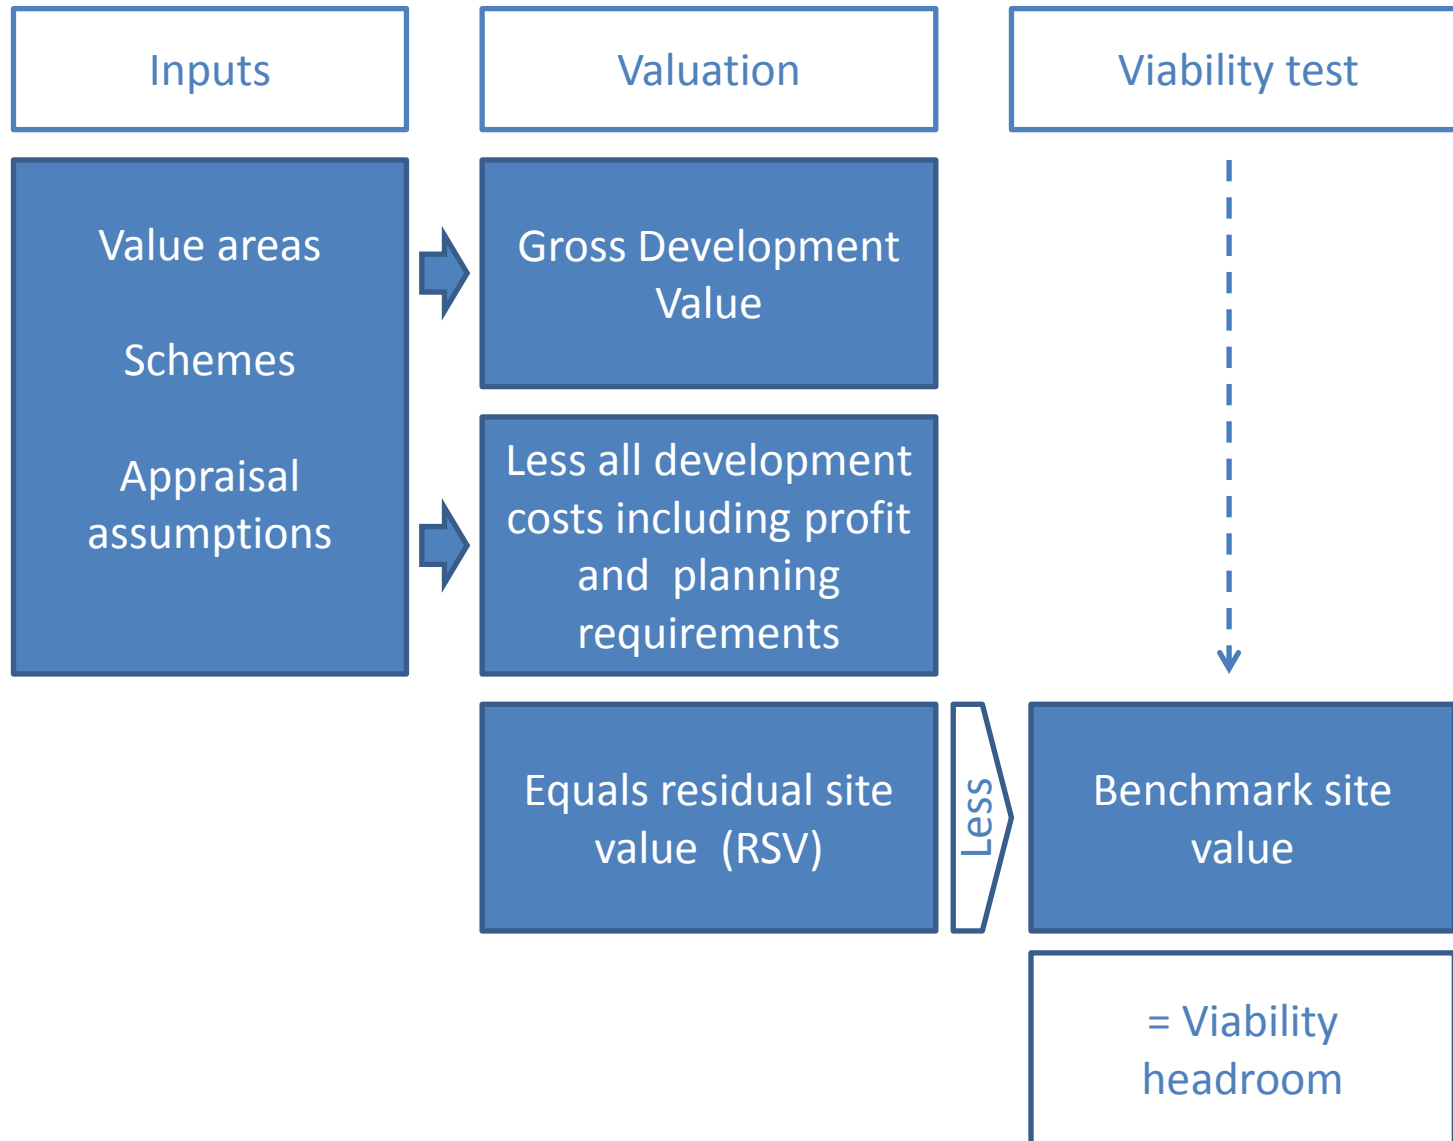 Inputs
Valuation
Viability test
Value areas
Schemes
Appraisal
assumptions
Gross Development
Value
Less all development
costs including profit
and planning
requirements
Equals residual site
value (RSV)
Less
Benchmark site
value
= Viability
headroom